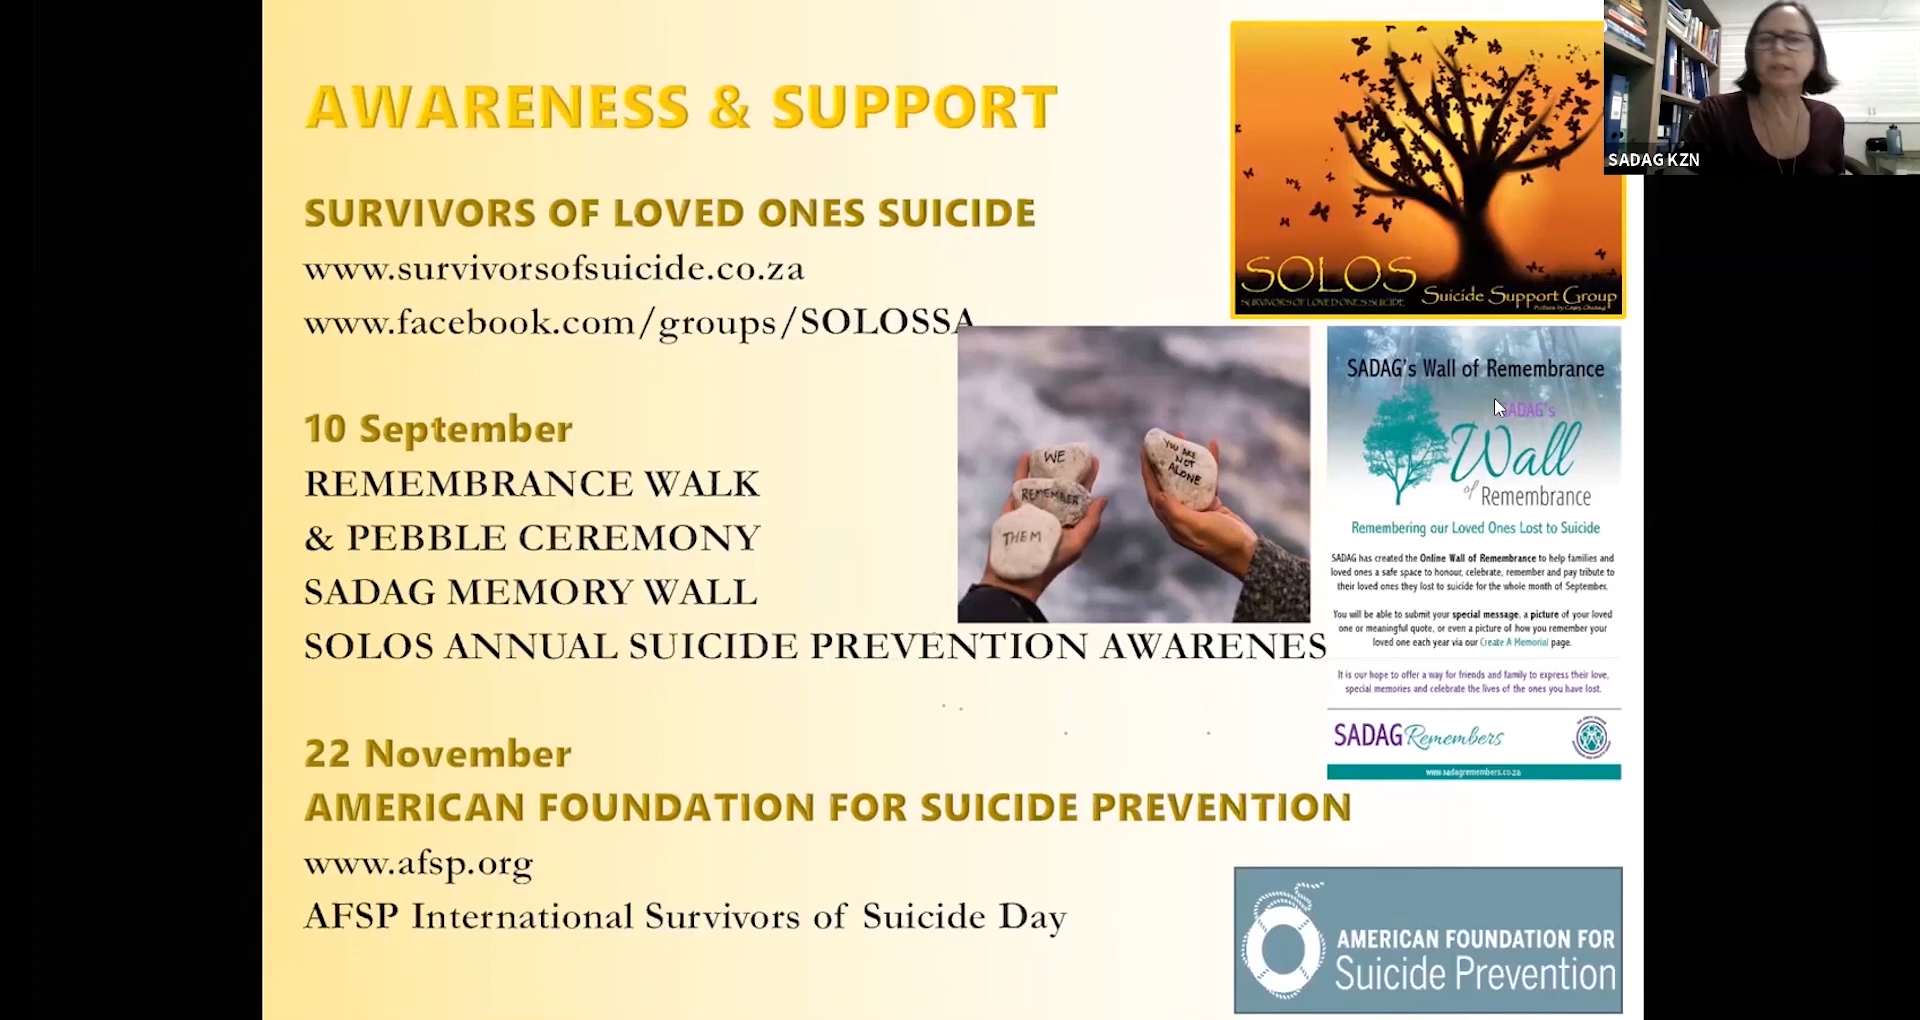 AWARENESS & SUPPORT
SURVIVORS OF LOVED ONES SUICIDE
www.survivorsofsuicide.co.za
www.facebook.com/groups/SOLOSSA
10 September
REMEMBRANCE WALK
& PEBBLE CEREMONY
SADAG MEMORY WALL
SOLOS ANNUAL SUICIDE PREVENTION AWARENES
22 November
AMERICAN FOUNDATION FOR SUICIDE PREVENTION
www.afsp.org
AFSP International Survivors of Suicide Day
SOLOS
SURVIVORS OF LOVED ONES SUICIDE
Suicide Support Group
SADAG KZN
WE
REMEMBER
THEM
YOU ARE
NOT
ALONE
SADAG's Wall of Remembrance
SADAG's
Wall
of Remembrance
Remembering our Loved Ones Lost to Suicide
SADAG has created the Online Wall of Remembrance to help families and
loved ones a safe space to honour, celebrate, remember and pay tribute to
their loved ones they lost to suicide for the whole month of September.
You will be able to submit your special message, a picture of your loved
one or meaningful quote, or even a picture of how you remember your
loved one each year via our Create A Memorial page.
It is our hope to offer a way for friends and family to express their love,
special memories and celebrate the lives of the ones you have lost.
SADAG Remembers
www.sadagremembers.co.za
AMERICAN FOUNDATION FOR
Suicide Prevention